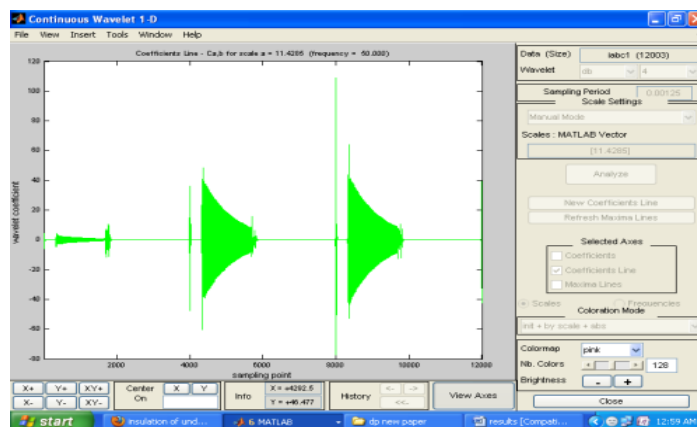 Continuous Wavelet 1-D
File View Insert Tools Window Help
Coefficients Line - Ca,b for scale a = 11.4285 (frequency = 60.000)
120
100
80
60
40
20
0
-20
-40
-60
-80
wavelet coefficient
2000 4000 6000 8000 10000 12000
sampling point
Data (Size) iabc1 (12003)
Wavelet db 4
Sampling Period 0.00125
Scale Settings
Manual Mode
Scales : MATLAB Vector
[11.4285]
Analyze
New Coefficients Line
Refresh Maxima Lines
Selected Axes
Coefficients
Coefficients Line
Maxima Lines
Scales Frequencies
Coloration Mode
init + by scale + abs
Colormap pink
Nb. Colors 128
Brightness - +
Close
X+ Y+ XY+
X- Y- XY-
Center On X Y
Info X = +4292.5
Y = +46.477
History <- ->
<<-
View Axes
start insulation of und... 6 MATLAB dp new paper results [Compati... 12:59 AM